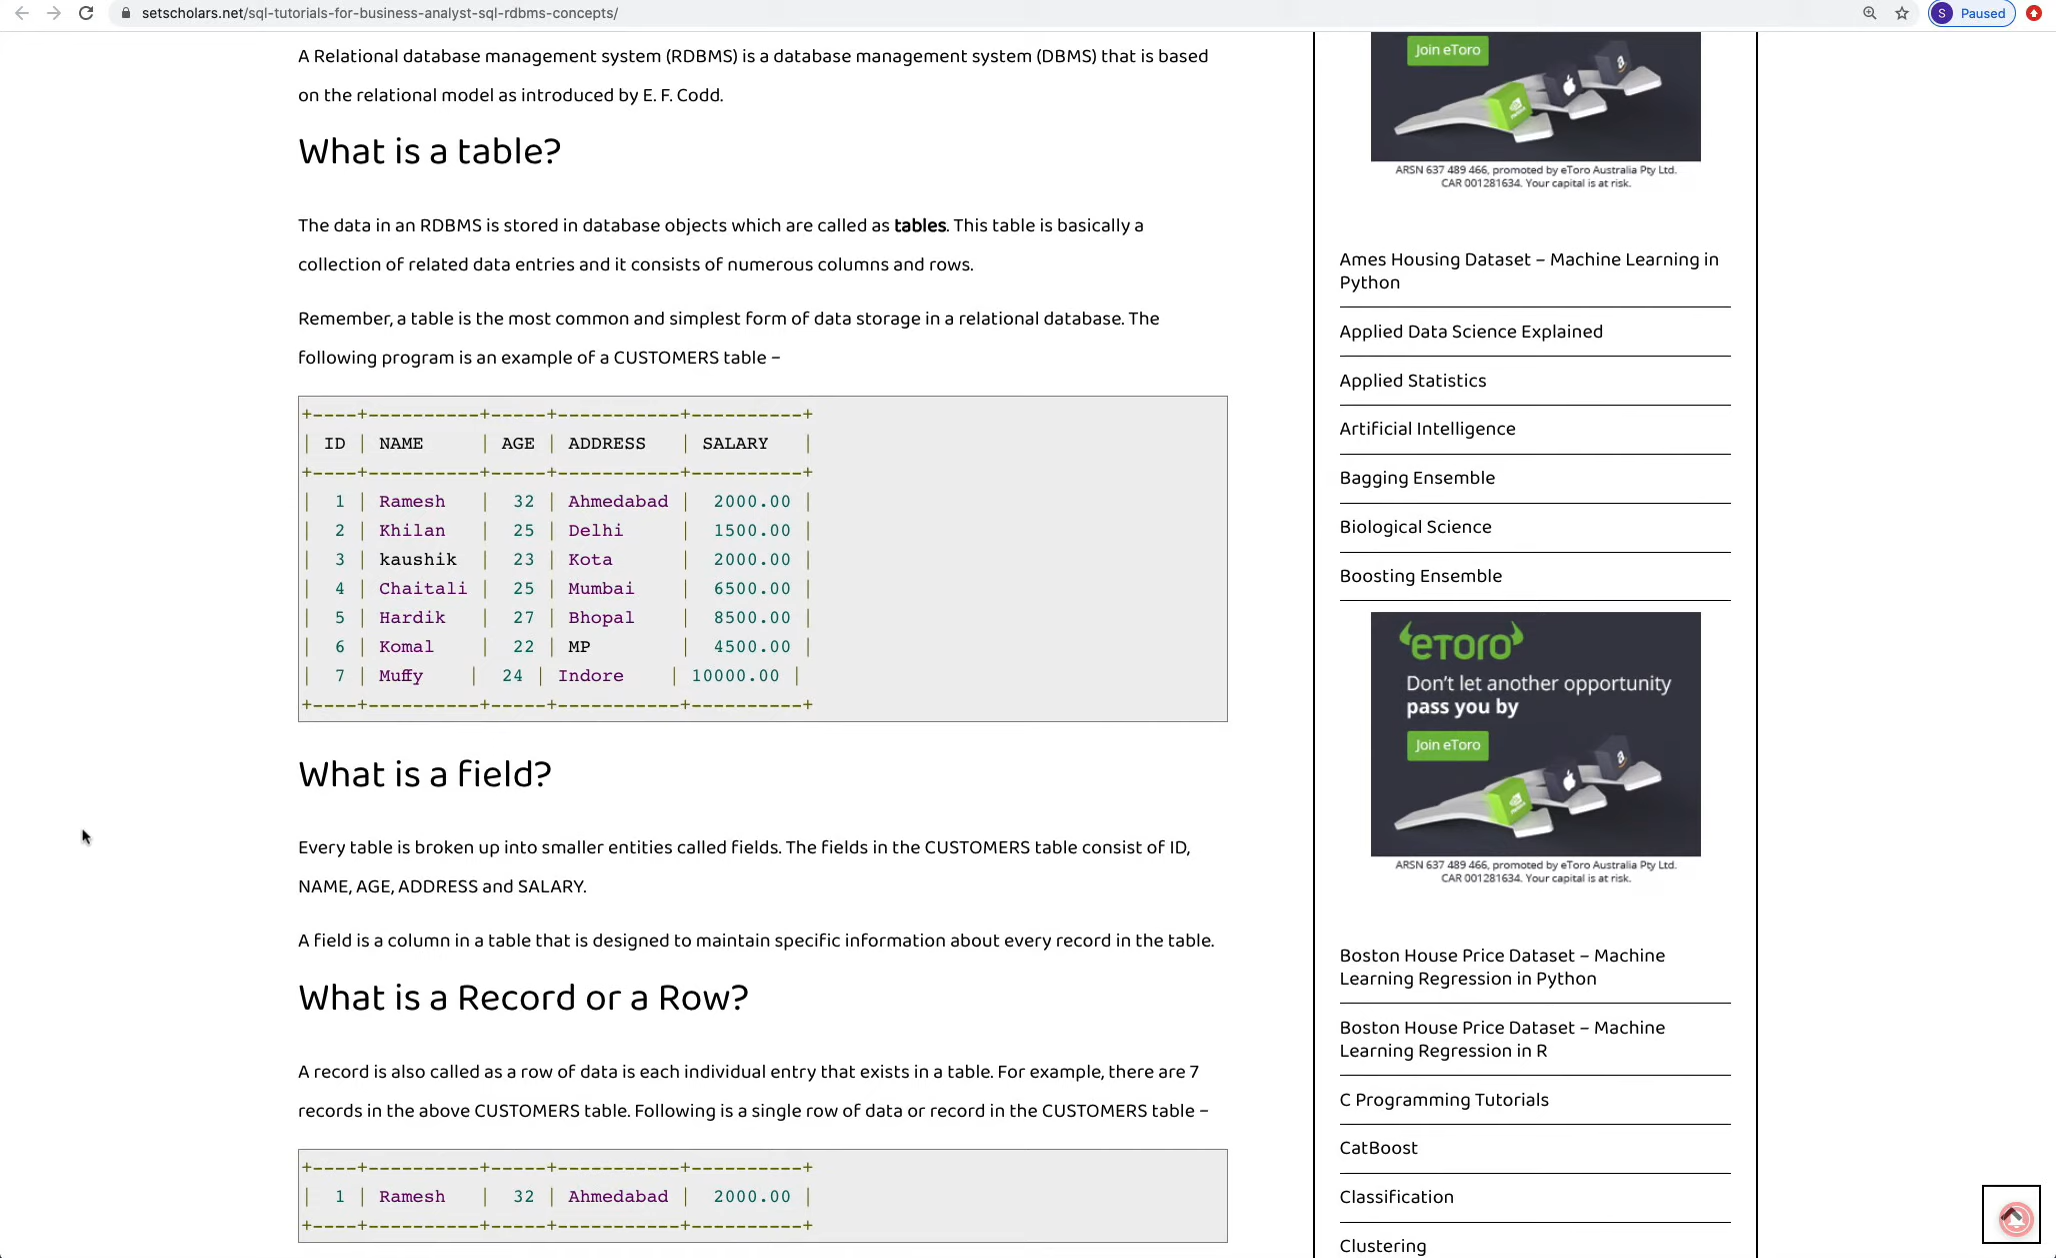 setscholars.net/sql-tutorials-for-business-analyst-sql-rdbms-concepts/
S
Paused
A Relational database management system (RDBMS) is a database management system (DBMS) that is based
on the relational model as introduced by E. F. Codd.
What is a table?
The data in an RDBMS is stored in database objects which are called as tables. This table is basically a
collection of related data entries and it consists of numerous columns and rows.
Remember, a table is the most common and simplest form of data storage in a relational database. The
following program is an example of a CUSTOMERS table –
+----+----------+-----+-----------+----------+
| ID | NAME     | AGE | ADDRESS   | SALARY   |
+----+----------+-----+-----------+----------+
|  1 | Ramesh   |  32 | Ahmedabad |  2000.00 |
|  2 | Khilan   |  25 | Delhi     |  1500.00 |
|  3 | kaushik  |  23 | Kota      |  2000.00 |
|  4 | Chaitali |  25 | Mumbai    |  6500.00 |
|  5 | Hardik   |  27 | Bhopal    |  8500.00 |
|  6 | Komal    |  22 | MP        |  4500.00 |
|  7 | Muffy    |  24 | Indore    | 10000.00 |
+----+----------+-----+-----------+----------+
What is a field?
Every table is broken up into smaller entities called fields. The fields in the CUSTOMERS table consist of ID,
NAME, AGE, ADDRESS and SALARY.
A field is a column in a table that is designed to maintain specific information about every record in the table.
What is a Record or a Row?
A record is also called as a row of data is each individual entry that exists in a table. For example, there are 7
records in the above CUSTOMERS table. Following is a single row of data or record in the CUSTOMERS table –
+----+----------+-----+-----------+----------+
|  1 | Ramesh   |  32 | Ahmedabad |  2000.00 |
+----+----------+-----+-----------+----------+
Join eToro
ARSN 637 489 466, promoted by eToro Australia Pty Ltd.
CAR 001281634. Your capital is at risk.
Ames Housing Dataset – Machine Learning in
Python
Applied Data Science Explained
Applied Statistics
Artificial Intelligence
Bagging Ensemble
Biological Science
Boosting Ensemble
eToro
Don't let another opportunity
pass you by
Join eToro
ARSN 637 489 466, promoted by eToro Australia Pty Ltd.
CAR 001281634. Your capital is at risk.
Boston House Price Dataset – Machine
Learning Regression in Python
Boston House Price Dataset – Machine
Learning Regression in R
C Programming Tutorials
CatBoost
Classification
Clustering